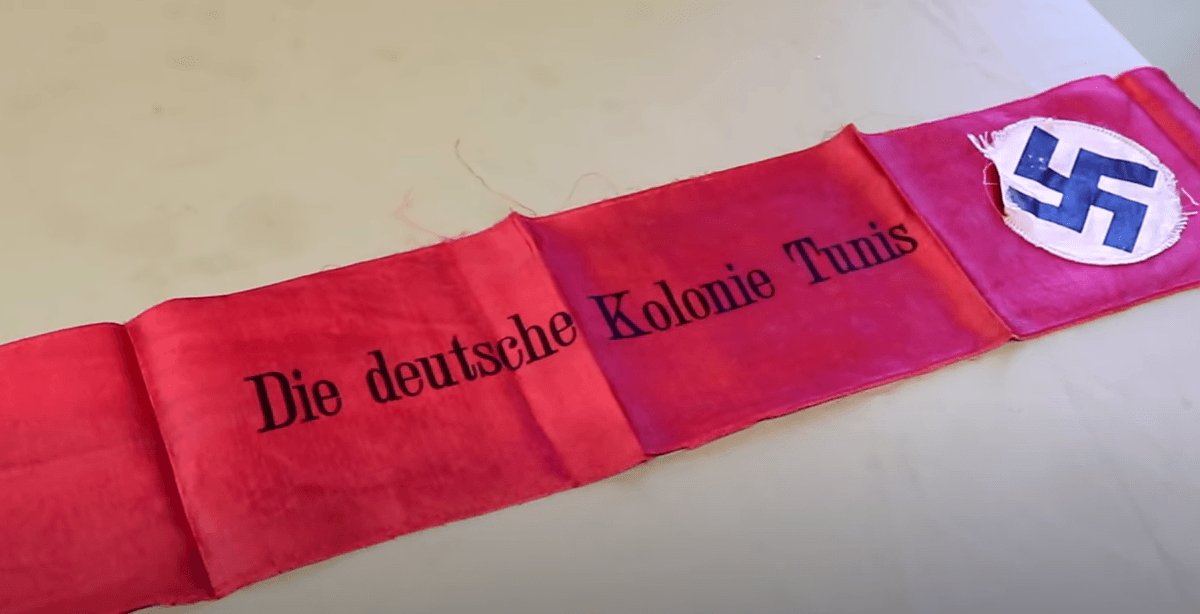 Die deutsche Kolonie Tunis